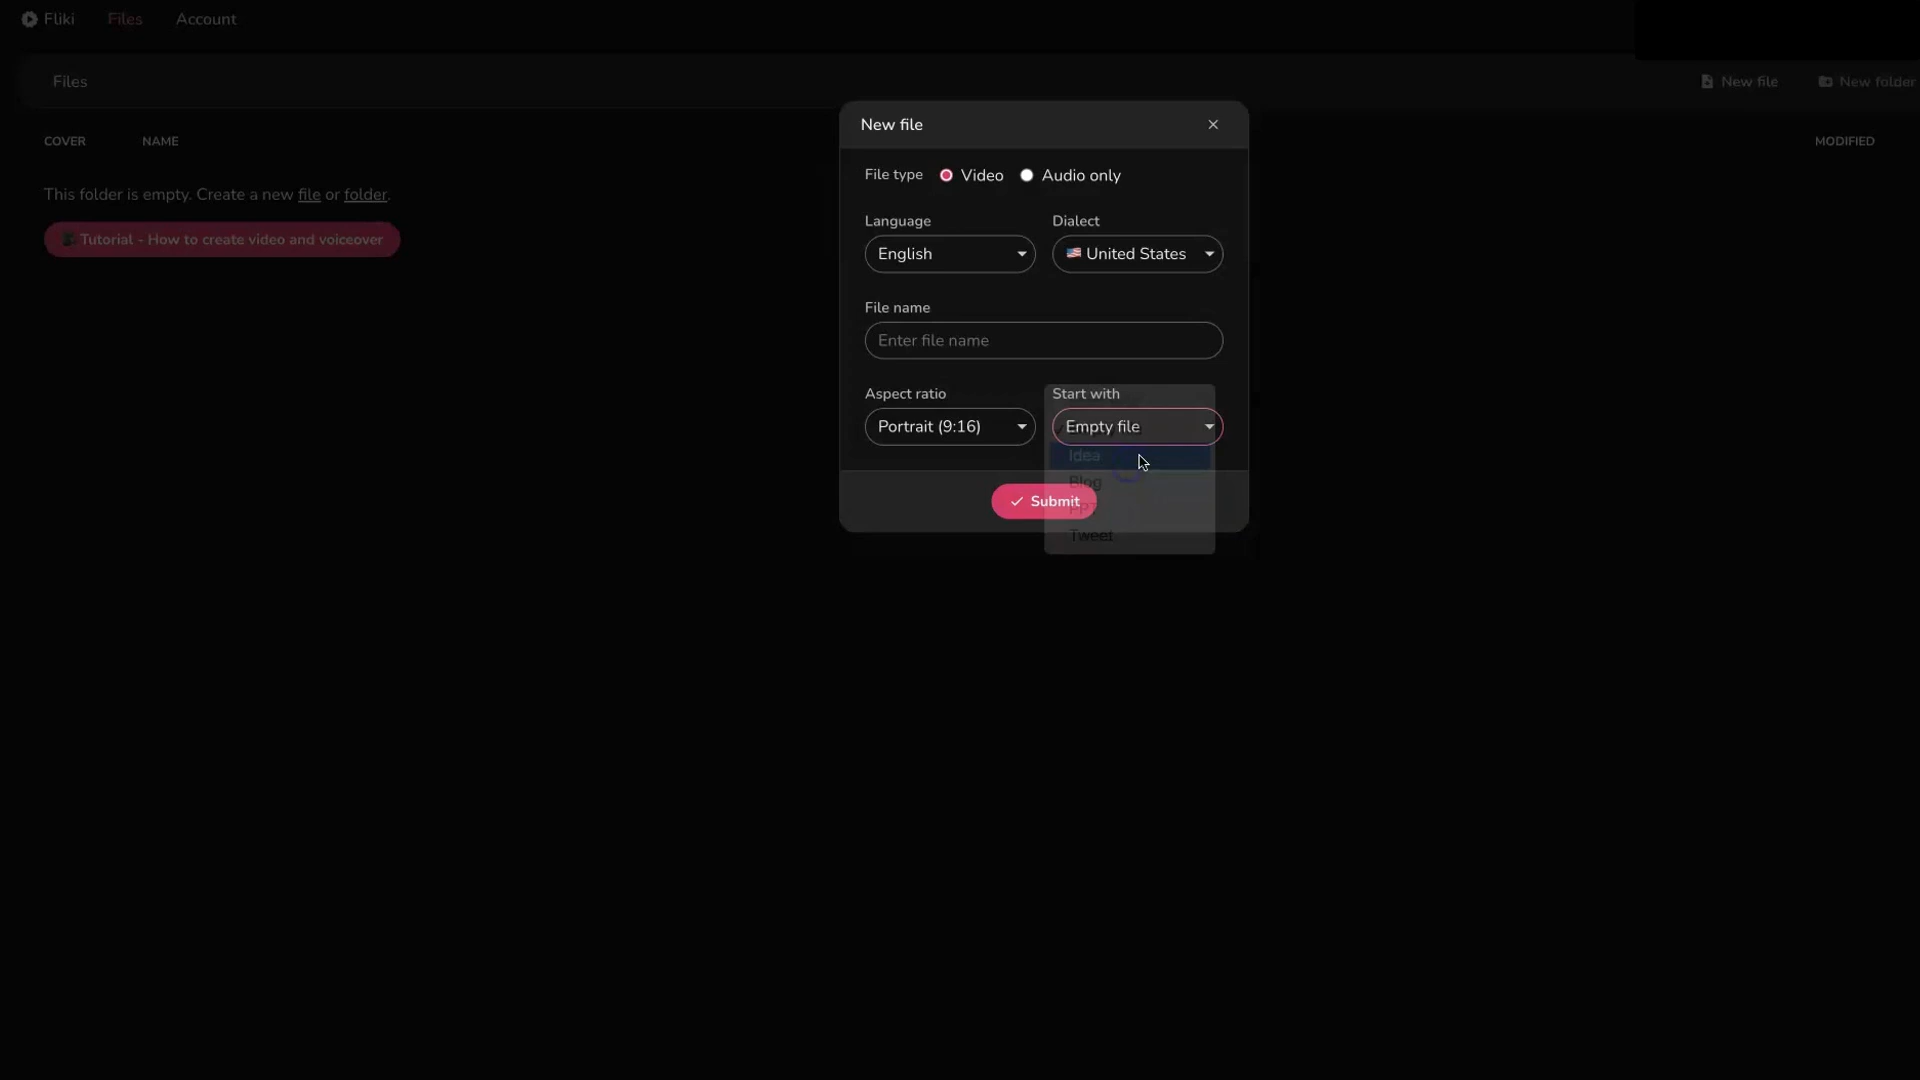 Fliki Files Account
Files New file New folder
COVER NAME MODIFIED
This folder is empty. Create a new file or folder.
Tutorial - How to create video and voiceover
New file
File type Video Audio only
Language Dialect
English United States
File name
Enter file name
Aspect ratio Start with
Portrait (9:16) Empty file
Idea
Blog
Submit
PPT
Tweet